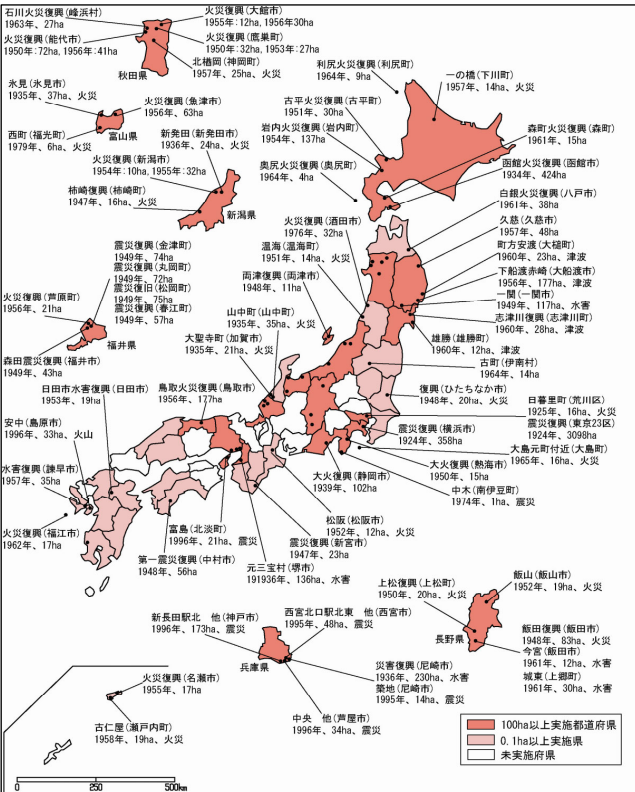 石川火災復興(峰浜村)
1963年、27ha
火災復興(能代市)
1950年:72ha, 1956年:41ha
火災復興(大館市)
1955年:12ha, 1956年30ha
火災復興(鷹巣町)
1950年:32ha, 1953年:27ha
北楢岡(神岡町)
1957年、25ha、火災
秋田県
氷見(氷見市)
1935年、37ha、火災
火災復興(魚津市)
1956年、63ha
西町(福光町)
1979年、6ha、火災
富山県
新発田(新発田市)
1936年、24ha、火災
火災復興(新潟市)
1954年:10ha, 1955年:32ha
柿崎復興(柿崎町)
1947年、16ha、火災
新潟県
利尻火災復興(利尻町)
1964年、9ha
一の橋(下川町)
1957年、14ha、火災
古平火災復興(古平町)
1951年、30ha
岩内火災復興(岩内町)
1954年、137ha
森町火災復興(森町)
1961年、15ha
奥尻火災復興(奥尻町)
1964年、4ha
函館火災復興(函館市)
1934年、424ha
白銀火災復興(八戸市)
1961年、38ha
火災復興(酒田市)
1976年、32ha
久慈(久慈市)
1957年、48ha
温海(温海町)
1951年、14ha、火災
町方安渡(大槌町)
1960年、23ha、津波
下船渡赤崎(大船渡市)
1956年、177ha、津波
両津復興(両津市)
1948年、11ha
一関(一関市)
1949年、117ha、水害
志津川復興(志津川町)
1960年、28ha、津波
雄勝(雄勝町)
1960年、12ha、津波
震災復興(金津町)
1949年、74ha
震災復興(丸岡町)
1949年、72ha
震災復旧(松岡町)
1949年、75ha
震災復興(春江町)
1949年、57ha
火災復興(芦原町)
1956年、21ha
福井県
森田震災復興(福井市)
1949年、43ha
山中町(山中町)
1935年、35ha、火災
大聖寺町(加賀市)
1935年、21ha、火災
古町(伊南村)
1964年、14ha
日田市水害復興(日田市)
1953年、19ha
鳥取火災復興(鳥取市)
1956年、177ha
復興(ひたちなか市)
1948年、20ha、火災
日暮里町(荒川区)
1925年、16ha、火災
震災復興(横浜市)
1924年、358ha
震災復興(東京23区)
1924年、3098ha
安中(島原市)
1996年、33ha、火山
大島元町付近(大島町)
1965年、16ha、火災
大火復興(静岡市)
1939年、102ha
大火復興(熱海市)
1950年、15ha
水害復興(諫早市)
1957年、35ha
中木(南伊豆町)
1974年、1ha、震災
火災復興(福江市)
1962年、17ha
富島(北淡町)
1996年、21ha、震災
松阪(松阪市)
1952年、12ha、火災
震災復興(新宮市)
1947年、23ha
第一震災復興(中村市)
1948年、56ha
元三宝村(堺市)
191936年、136ha、水害
上松復興(上松町)
1950年、20ha、火災
飯山(飯山市)
1952年、19ha、火災
飯田復興(飯田市)
1948年、83ha、火災
今宮(飯田市)
1961年、12ha、水害
城東(上郷町)
1961年、30ha、水害
長野県
新長田駅北 他(神戸市)
1996年、173ha、震災
西宮北口駅北東 他(西宮市)
1995年、48ha、震災
兵庫県
災害復興(尼崎市)
1936年、230ha、水害
築地(尼崎市)
1995年、14ha、震災
中央 他(芦屋市)
1996年、34ha、震災
火災復興(名瀬市)
1955年、17ha
古仁屋(瀬戸内町)
1958年、19ha、火災
100ha以上実施都道府県
0.1ha以上実施県
未実施府県
0 250 500km